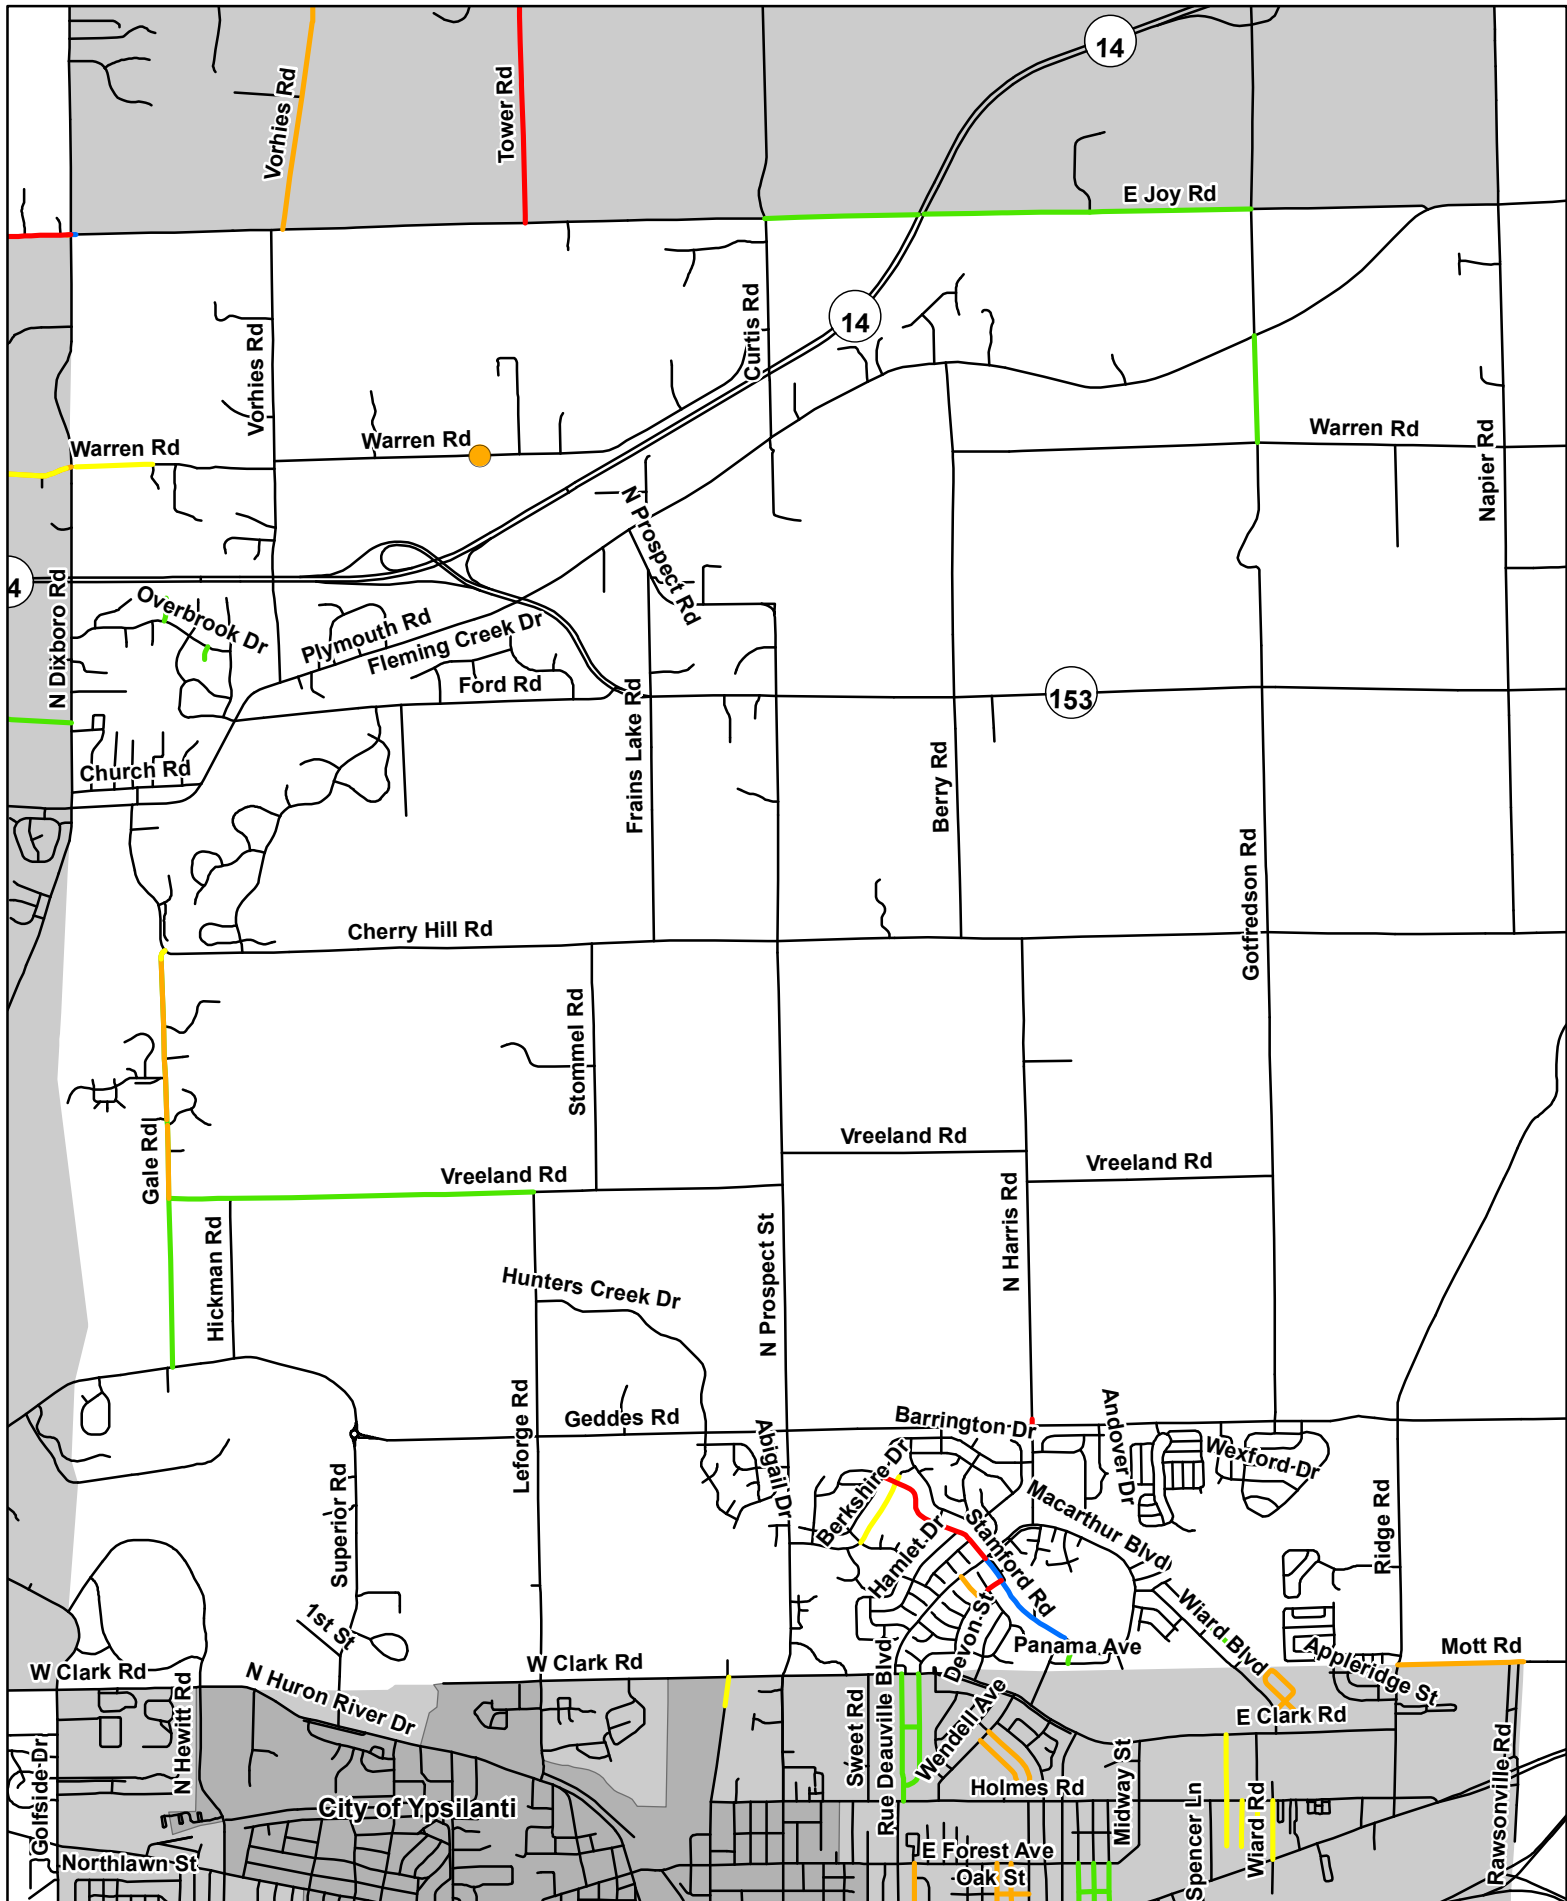 14
Vorhies Rd
Tower Rd
E Joy Rd
14
Curtis Rd
Vorhies Rd
Warren Rd
Warren Rd
Warren Rd
Napier Rd
N Prospect Rd
4
N Dixboro Rd
Overbrook Dr
Plymouth Rd
Fleming Creek Dr
Ford Rd
153
Frains Lake Rd
Church Rd
Berry Rd
Gotfredson Rd
Cherry Hill Rd
Stommel Rd
Gale Rd
Vreeland Rd
Vreeland Rd
Vreeland Rd
Hickman Rd
N Prospect St
N Harris Rd
Hunters Creek Dr
Leforge Rd
Geddes Rd
Abigail Dr
Barrington Dr
Andover Dr
Wexford Dr
Berkshire Dr
Macarthur Blvd
Superior Rd
Hamlet Dr
Stamford Rd
Ridge Rd
1st St
Devon St
Panama Ave
Wiard Blvd
Mott Rd
Appleridge St
W Clark Rd
W Clark Rd
N Huron River Dr
N Hewitt Rd
Sweet Rd
Rue Deauville Blvd
Wendell Ave
E Clark Rd
Holmes Rd
Midway St
Golfside Dr
City of Ypsilanti
Spencer Ln
Wiard Rd
Rawsonville Rd
Northlawn St
E Forest Ave
Oak St